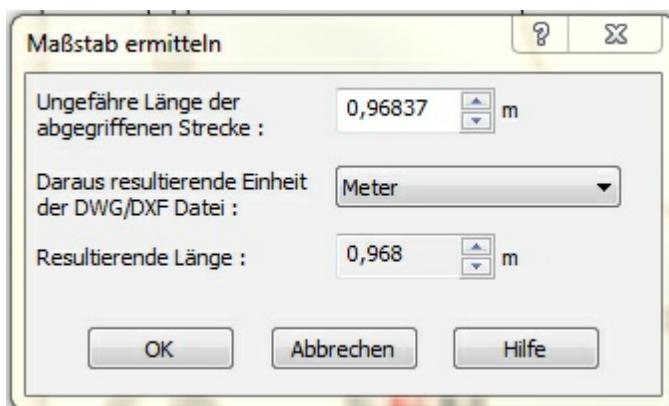 Maßstab ermitteln
Ungefähre Länge der
abgegriffenen Strecke :
0,96837 m
Daraus resultierende Einheit
der DWG/DXF Datei :
Meter
Resultierende Länge :
0,968 m
OK Abbrechen Hilfe